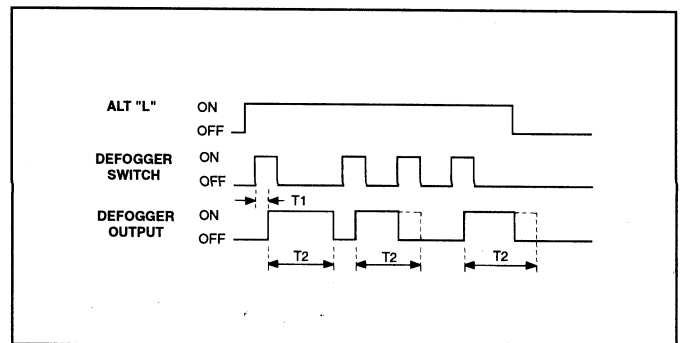 ALT "L" ON
OFF
DEFOGGER SWITCH ON
OFF
T1
DEFOGGER OUTPUT ON
OFF
T2 T2 T2